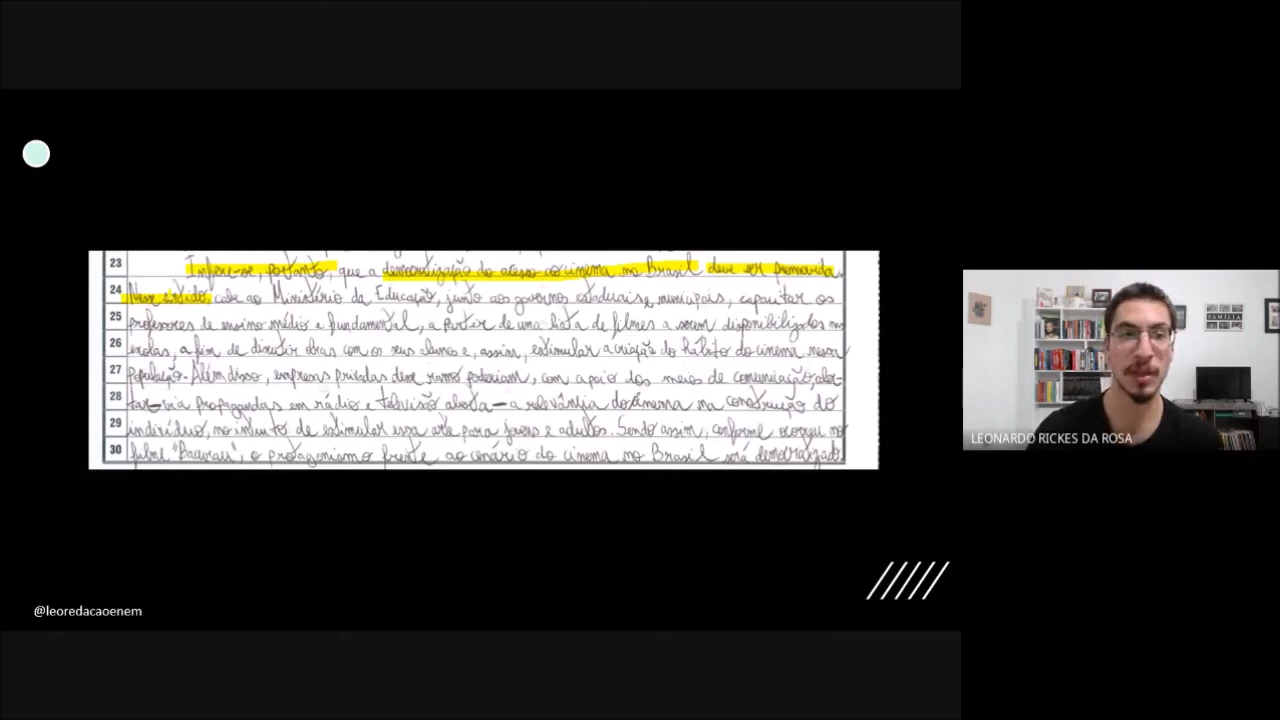 23 Infere-se, portanto, que a democratização do acesso ao cinema no Brasil deve ser promovida.
24 Nesse sentido, cabe ao Ministério da Educação, junto aos governos estaduais e municipais, capacitar os
25 professores de ensino médio e fundamental, a partir de uma lista de filmes a serem disponibilizados nas
26 escolas, a fim de discutir obras com os seus alunos e, assim, estimular a criação do hábito do cinema nessa
27 população. Além disso, empresas privadas desse ramo poderiam, com apoio dos meios de comunicação, aler-
28 tar - via propagandas em rádio e televisão aberta - a relevância do cinema na construção do
29 indivíduo, no intuito de estimular essa arte para jovens e adultos. Sendo assim, conforme ocorreu no
30 filme "Bacurau", o protagonismo frente ao cenário do cinema no Brasil será democratizado.
LEONARDO RICKES DA ROSA
FAMÍLIA
@leoredacaoenem